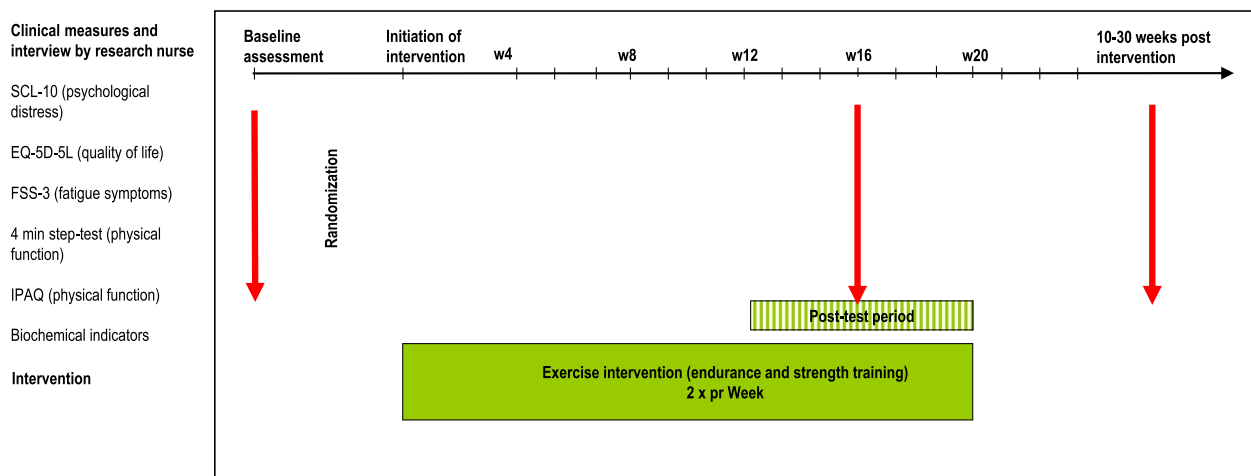 Clinical measures and
interview by research nurse
SCL-10 (psychological
distress)
EQ-5D-5L (quality of life)
FSS-3 (fatigue symptoms)
4 min step-test (physical
function)
IPAQ (physical function)
Biochemical indicators
Intervention
Baseline
assessment
Initiation of
intervention
w4
w8
w12
w16
w20
10-30 weeks post
intervention
Randomization
Post-test period
Exercise intervention (endurance and strength training)
2 x pr Week